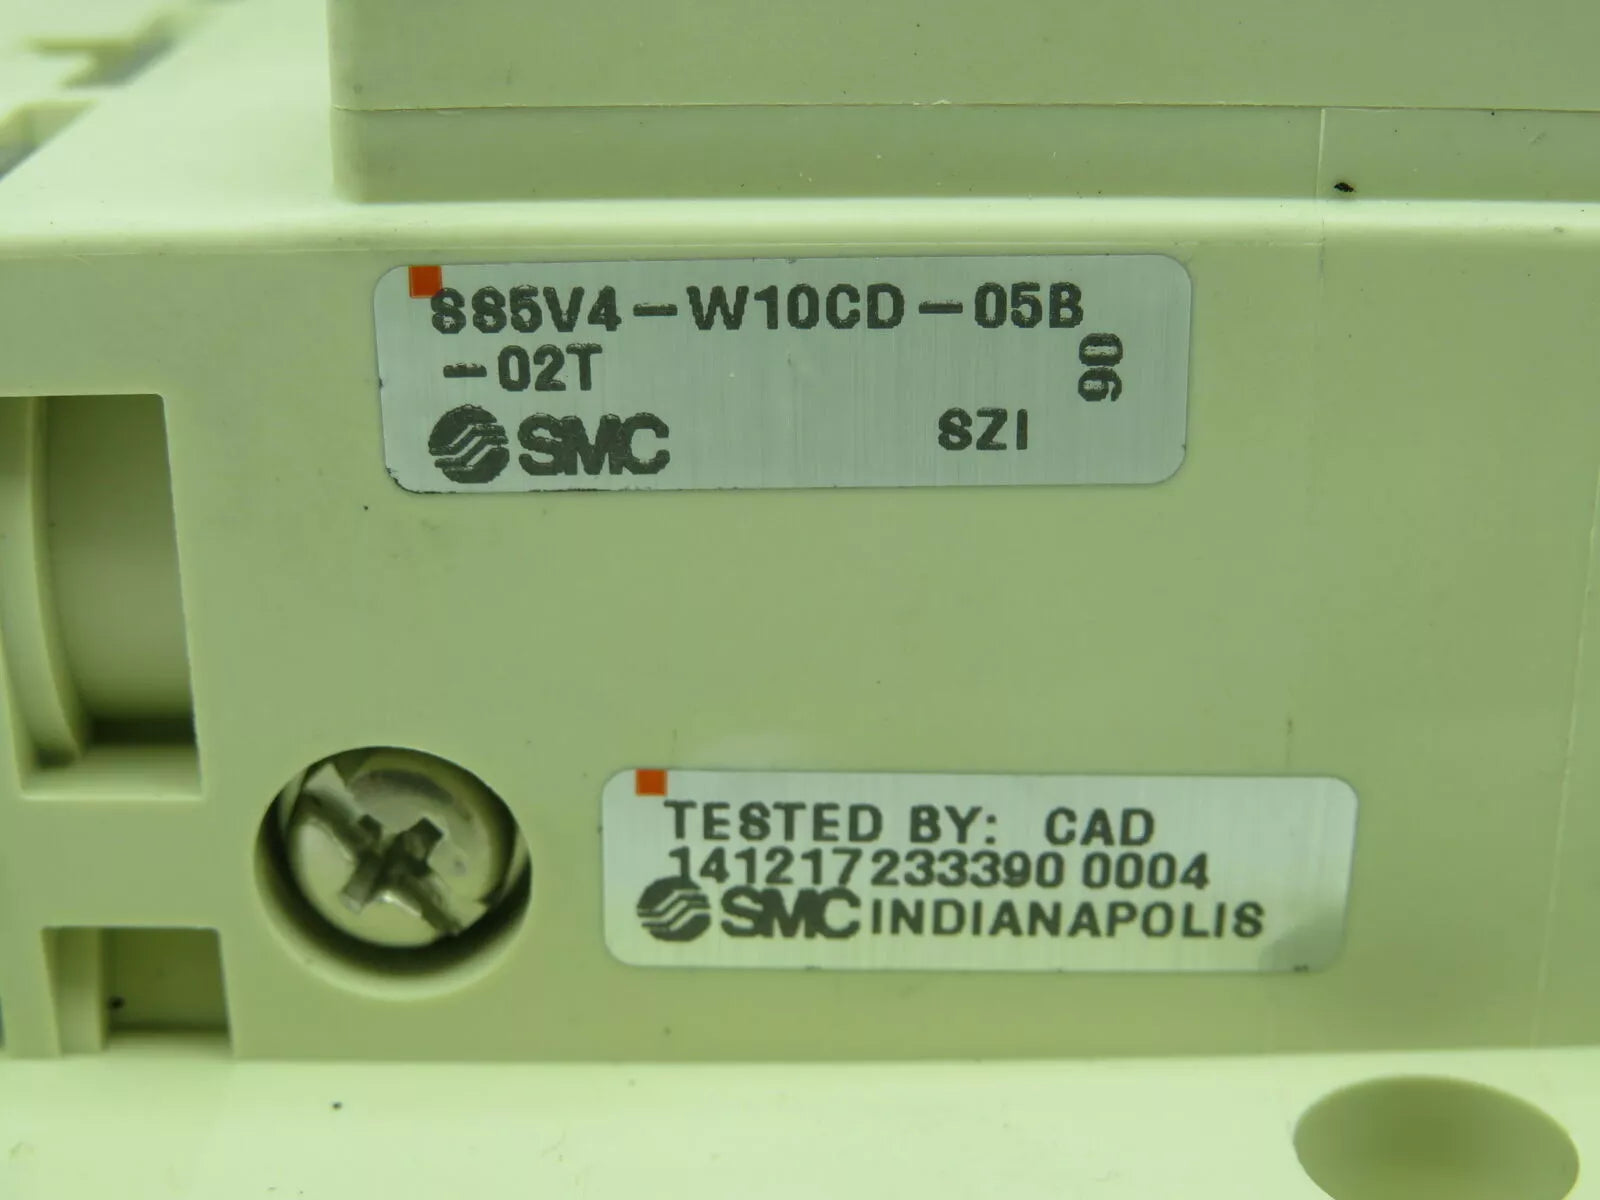 SS5V4-W10CD-05B
-02T
90
SMC SZI
TESTED BY: CAD
141217233390 0004
SMC INDIANAPOLIS